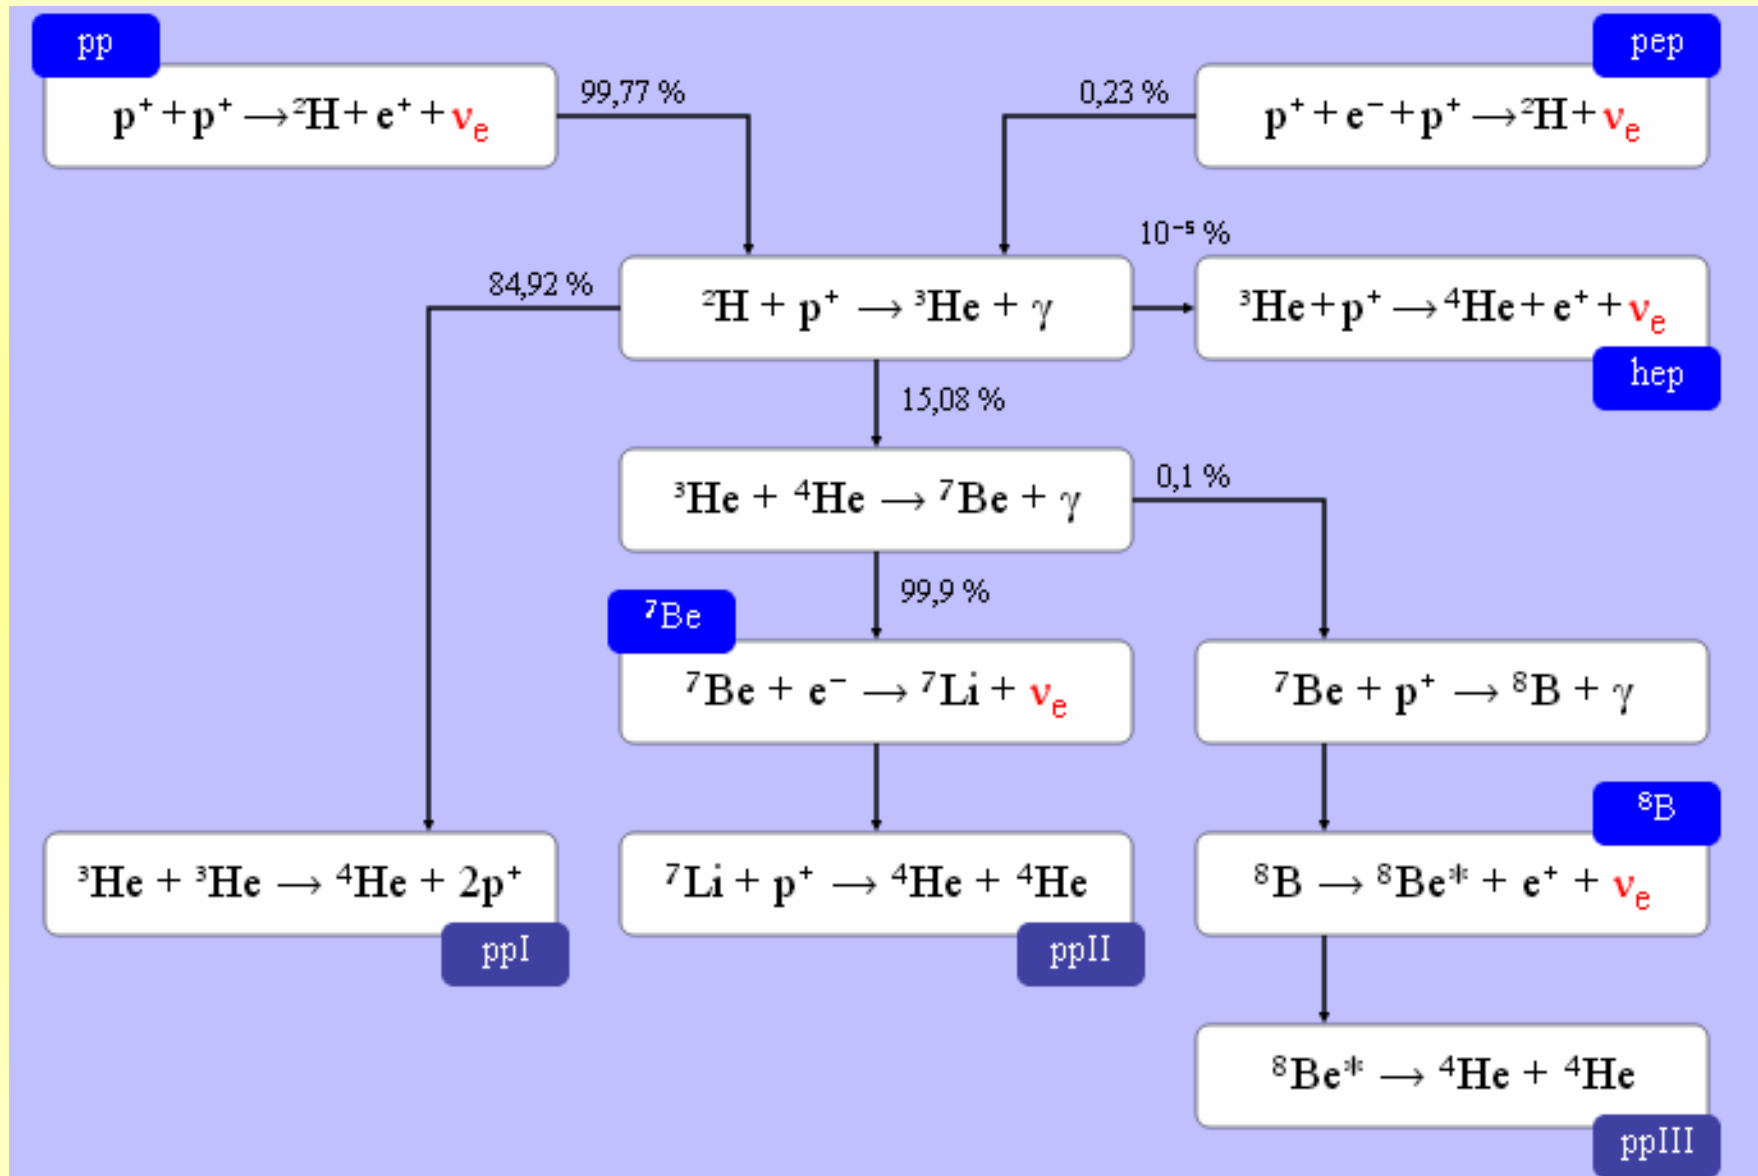 pp
pep
p⁺ + p⁺ → ²H + e⁺ + νₑ
99,77 %
0,23 %
p⁺ + e⁻ + p⁺ → ²H + νₑ
10⁻⁵ %
84,92 %
²H + p⁺ → ³He + γ
³He + p⁺ → ⁴He + e⁺ + νₑ
hep
15,08 %
³He + ⁴He → ⁷Be + γ
0,1 %
99,9 %
⁷Be
⁷Be + e⁻ → ⁷Li + νₑ
⁷Be + p⁺ → ⁸B + γ
⁸B
³He + ³He → ⁴He + 2p⁺
⁷Li + p⁺ → ⁴He + ⁴He
⁸B → ⁸Be* + e⁺ + νₑ
ppI
ppII
⁸Be* → ⁴He + ⁴He
ppIII